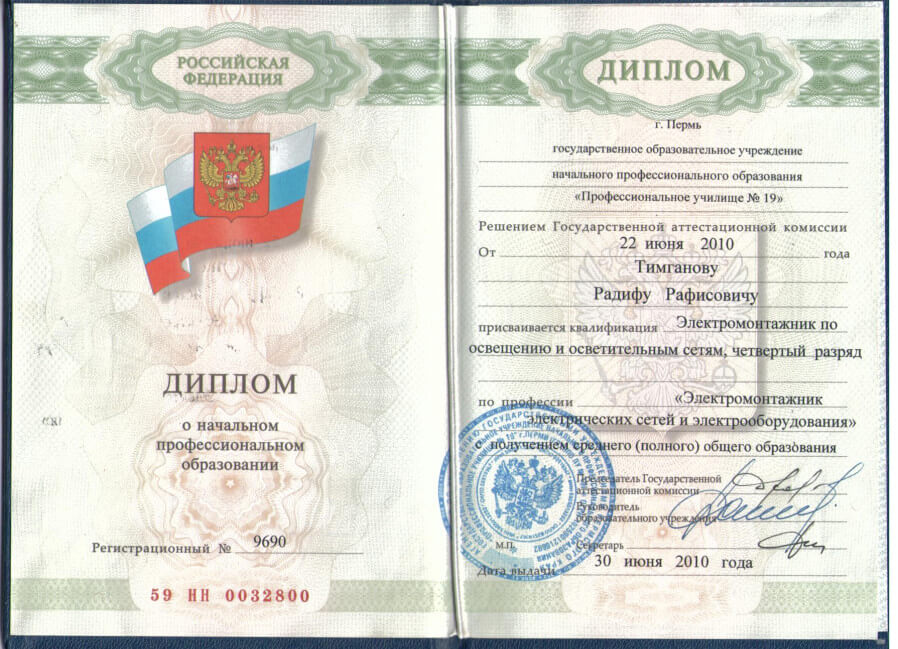 РОССИЙСКАЯ
ФЕДЕРАЦИЯ
ДИПЛОМ
о начальном
профессиональном
образовании
Регистрационный № 9690
59 НН 0032800
ДИПЛОМ
г. Пермь
государственное образовательное учреждение
начального профессионального образования
«Профессиональное училище № 19»
Решением Государственной аттестационной комиссии
От 22 июня 2010 года
Тимганову
Радифу Рафисовичу
присваивается квалификация Электромонтажник по
освещению и осветительным сетям, четвертый разряд
по профессии «Электромонтажник
электрических сетей и электрооборудования»
с получением среднего (полного) общего образования
Председатель Государственной
аттестационной комиссии
Руководитель
образовательного учреждения
М.П. Секретарь
Дата выдачи 30 июня 2010 года